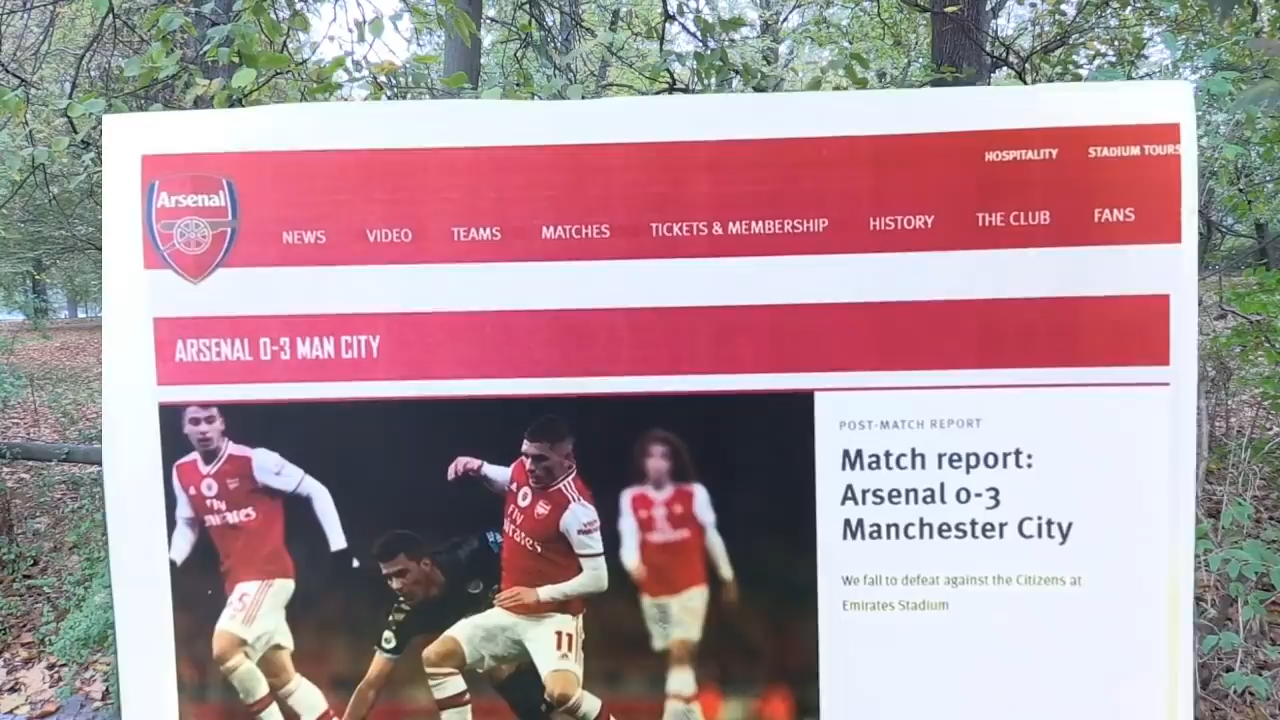 HOSPITALITY STADIUM TOURS
Arsenal
NEWS VIDEO TEAMS MATCHES TICKETS & MEMBERSHIP HISTORY THE CLUB FANS
ARSENAL 0-3 MAN CITY
POST-MATCH REPORT
Match report:
Arsenal 0-3
Manchester City
We fall to defeat against the Citizens at
Emirates Stadium
Fly
Emirates
Fly
Emirates
11